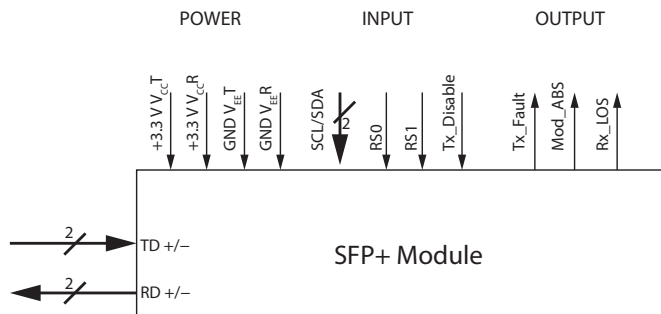 POWER INPUT OUTPUT
+3.3 V VCCT
+3.3 V VCCR
GND VEET
GND VEER
SCL/SDA
2
RS0
RS1
Tx_Disable
Tx_Fault
Mod_ABS
Rx_LOS
2
TD +/−
SFP+ Module
2
RD +/−